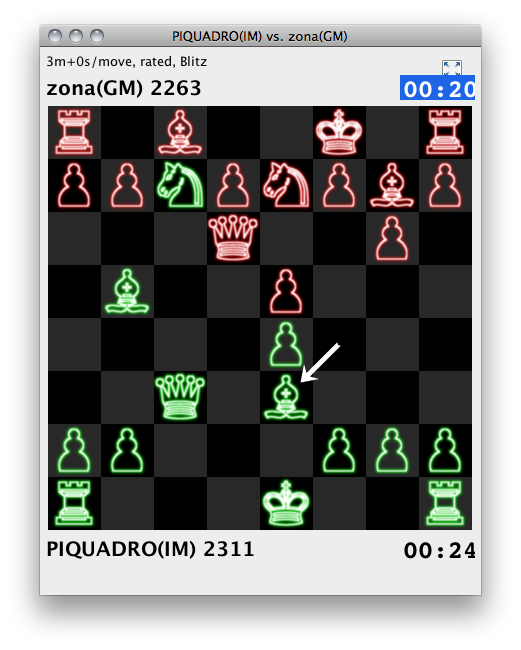 PIQUADRO(IM) vs. zona(GM)
3m+0s/move, rated, Blitz
zona(GM) 2263 00:20
PIQUADRO(IM) 2311 00:24